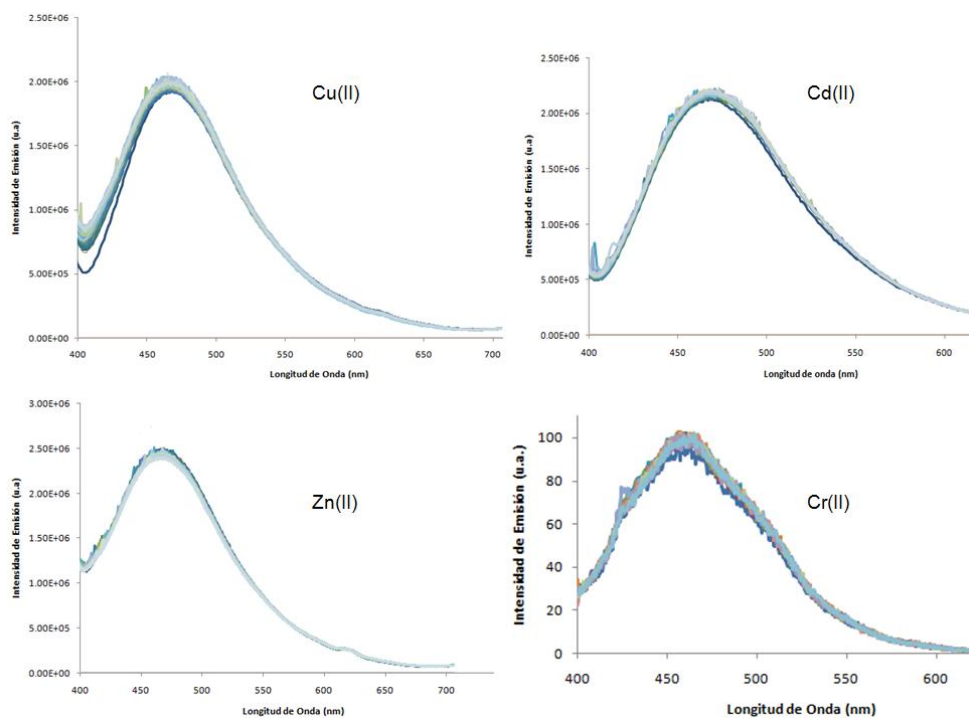 2.50E+06
2.00E+06
1.50E+06
1.00E+06
5.00E+05
0.00E+00
Intensidad de Emisión (u.a)
Cu(II)
400 450 500 550 600 650 700
Longitud de Onda (nm)
2.50E+06
2.00E+06
1.50E+06
1.00E+06
5.00E+05
0.00E+00
Intensidad de Emisión (u.a)
Cd(II)
400 450 500 550 600
Longitud de onda (nm)
3.00E+06
2.50E+06
2.00E+06
1.50E+06
1.00E+06
5.00E+05
0.00E+00
Intensidad de Emisión (u.a)
Zn(II)
400 450 500 550 600 650 700
Longitud de Onda (nm)
100
80
60
40
20
0
Intensidad de Emisión (u.a.)
Cr(II)
400 450 500 550 600
Longitud de Onda (nm)